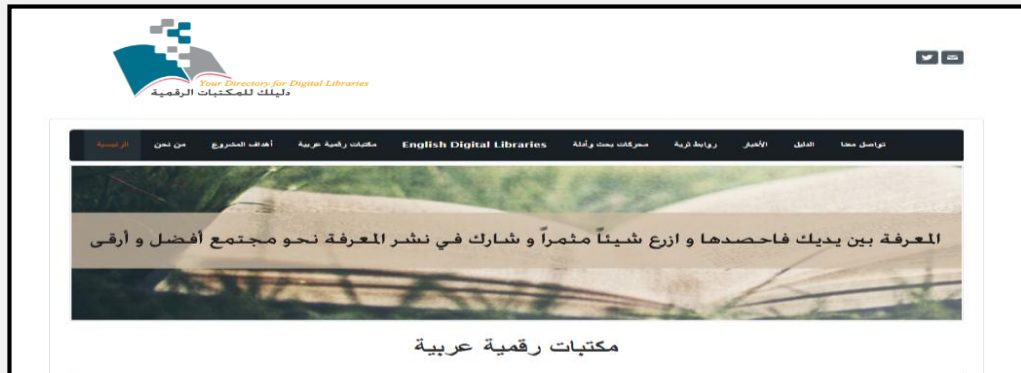 Your Directory for Digital Libraries
دليلك للمكتبات الرقمية
الرئيسية
من نحن
أهداف المشروع
مكتبات رقمية عربية
English Digital Libraries
محركات بحث وأدلة
روابط ثرية
الأخبار
الدليل
تواصل معنا
المعرفة بين يديك فاحصدها و ازرع شيئاً مثمراً و شارك في نشر المعرفة نحو مجتمع أفضل و أرقى
مكتبات رقمية عربية